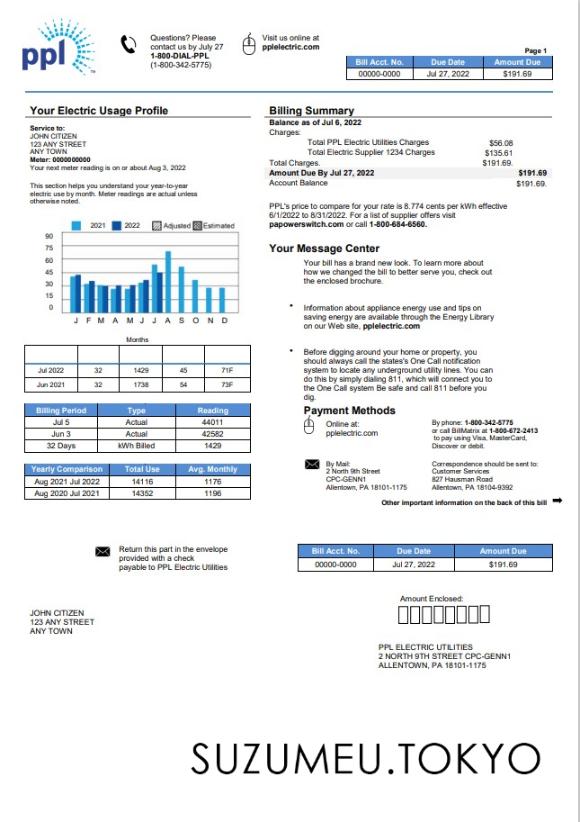 ppl
Questions? Please
contact us by July 27
1-800-DIAL-PPL
(1-800-342-5775)
Visit us online at
pplelectric.com
Page 1
Bill Acct. No. Due Date Amount Due
00000-0000 Jul 27, 2022 $191.69
Your Electric Usage Profile
Service to:
JOHN CITIZEN
123 ANY STREET
ANY TOWN
Meter: 0000000000
Your next meter reading is on or about Aug 3, 2022
This section helps you understand your year-to-year
electric use by month. Meter readings are actual unless
otherwise noted.
2021 2022 Adjusted Estimated
90
75
60
45
30
15
0
J F M A M J J A S O N D
Months
Jul 2022 32 1429 45 71F
Jun 2021 32 1738 54 73F
Billing Period Type Reading
Jul 5 Actual 44011
Jun 3 Actual 42582
32 Days kWh Billed 1429
Yearly Comparison Total Use Avg. Monthly
Aug 2021 Jul 2022 14116 1176
Aug 2020 Jul 2021 14352 1196
Billing Summary
Balance as of Jul 6, 2022
Charges:
Total PPL Electric Utilities Charges $56.08
Total Electric Supplier 1234 Charges $135.61
Total Charges. $191.69.
Amount Due By Jul 27, 2022 $191.69
Account Balance $191.69.
PPL's price to compare for your rate is 8.774 cents per kWh effective
6/1/2022 to 8/31/2022. For a list of supplier offers visit
papowerswitch.com or call 1-800-684-6560.
Your Message Center
Your bill has a brand new look. To learn more about
how we changed the bill to better serve you, check out
the enclosed brochure.
• Information about appliance energy use and tips on
saving energy are available through the Energy Library
on our Web site, pplelectric.com
• Before digging around your home or property, you
should always call the states's One Call notification
system to locate any underground utility lines. You can
do this by simply dialing 811, which will connect you to
the One Call system Be safe and call 811 before you
dig.
Payment Methods
Online at:
pplelectric.com
By phone: 1-800-342-5775
or call BillMatrix at 1-800-672-2413
to pay using Visa, MasterCard,
Discover or debit.
By Mail:
2 North 9th Street
CPC-GENN1
Allentown, PA 18101-1175
Correspondence should be sent to:
Customer Services
827 Hausman Road
Allentown, PA 18104-9392
Other important information on the back of this bill
Return this part in the envelope
provided with a check
payable to PPL Electric Utilities
Bill Acct. No. Due Date Amount Due
00000-0000 Jul 27, 2022 $191.69
Amount Enclosed:
JOHN CITIZEN
123 ANY STREET
ANY TOWN
PPL ELECTRIC UTILITIES
2 NORTH 9TH STREET CPC-GENN1
ALLENTOWN, PA 18101-1175
SUZUMEU.TOKYO